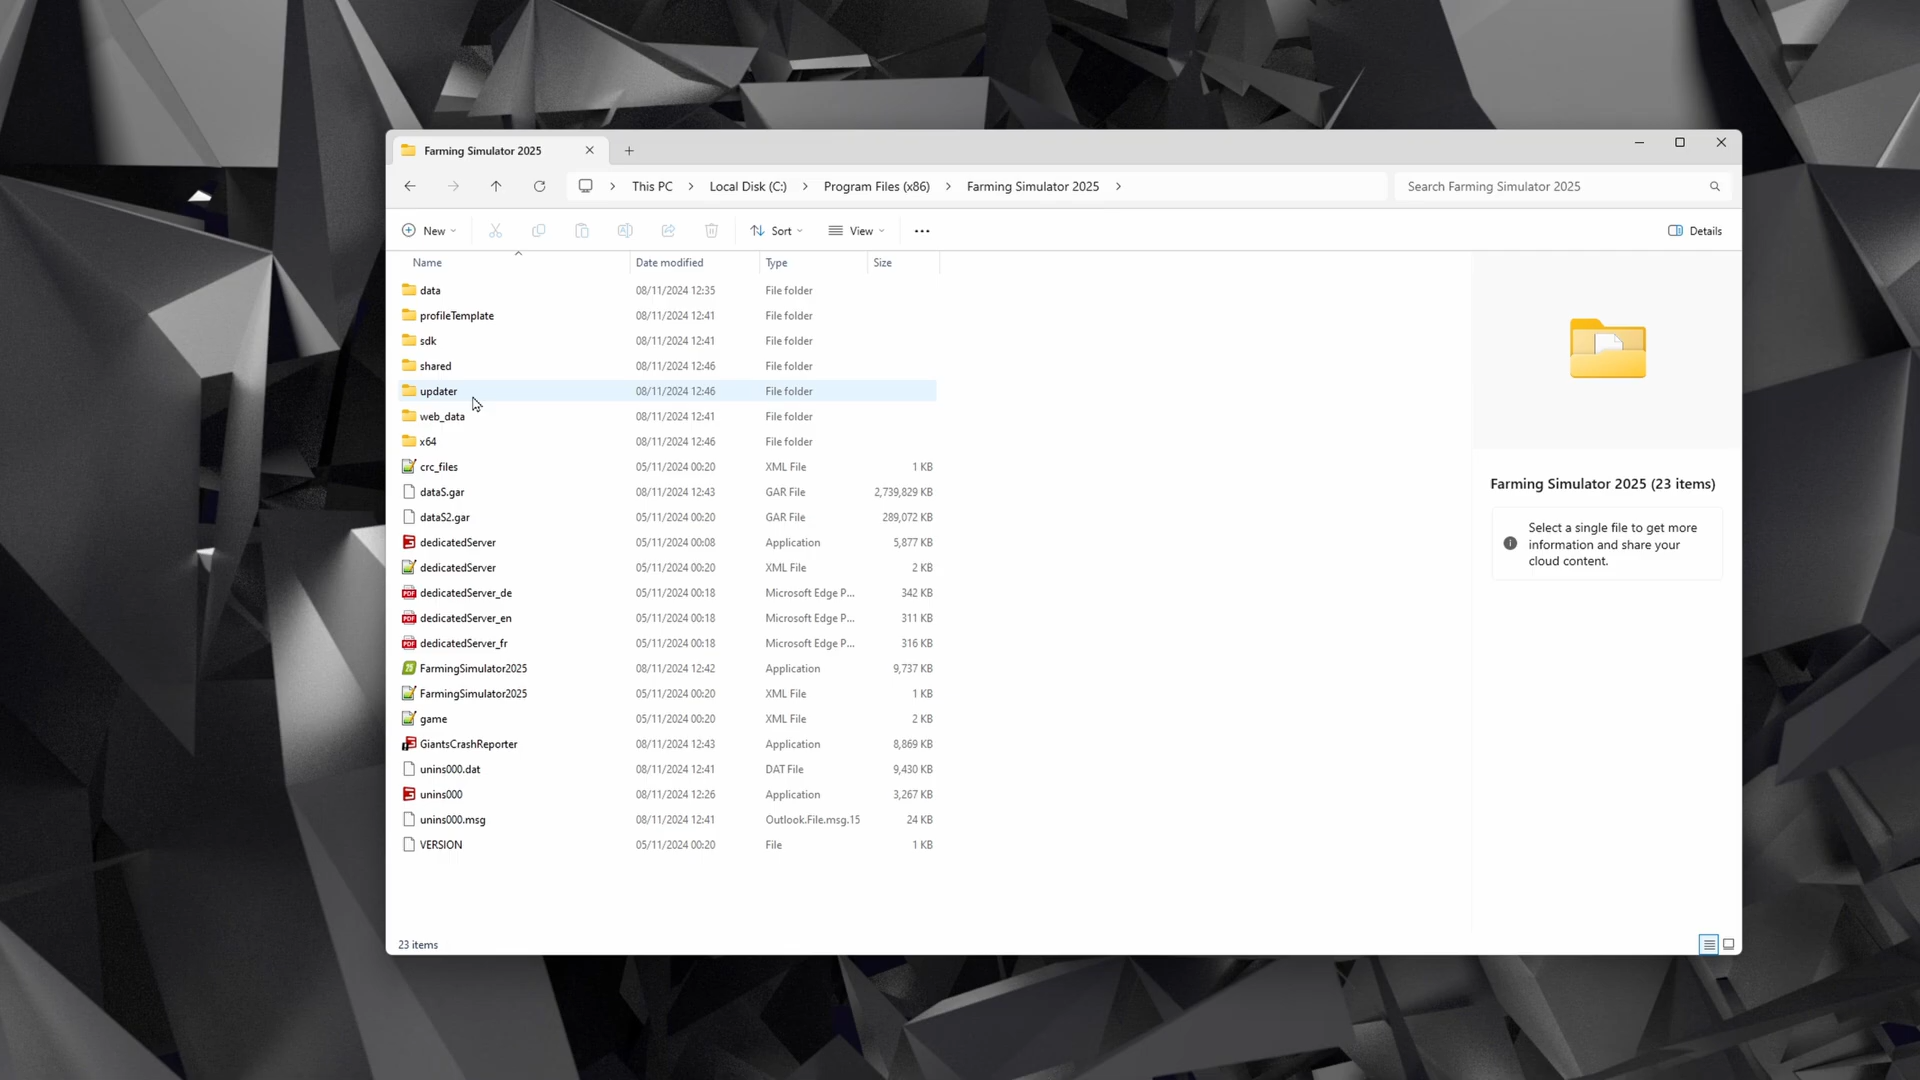 Farming Simulator 2025
This PC Local Disk (C:) Program Files (x86) Farming Simulator 2025
Search Farming Simulator 2025
New Sort View Details
Name Date modified Type Size
data 08/11/2024 12:35 File folder
profileTemplate 08/11/2024 12:41 File folder
sdk 08/11/2024 12:41 File folder
shared 08/11/2024 12:46 File folder
updater 08/11/2024 12:46 File folder
web_data 08/11/2024 12:41 File folder
x64 08/11/2024 12:46 File folder
crc_files 05/11/2024 00:20 XML File 1 KB
dataS.gar 08/11/2024 12:43 GAR File 2,739,829 KB
dataS2.gar 05/11/2024 00:20 GAR File 289,072 KB
dedicatedServer 05/11/2024 00:08 Application 5,877 KB
dedicatedServer 05/11/2024 00:20 XML File 2 KB
PDF dedicatedServer_de 05/11/2024 00:18 Microsoft Edge P... 342 KB
PDF dedicatedServer_en 05/11/2024 00:18 Microsoft Edge P... 311 KB
PDF dedicatedServer_fr 05/11/2024 00:18 Microsoft Edge P... 316 KB
25 FarmingSimulator2025 08/11/2024 12:42 Application 9,737 KB
FarmingSimulator2025 05/11/2024 00:20 XML File 1 KB
game 05/11/2024 00:20 XML File 2 KB
GiantsCrashReporter 08/11/2024 12:43 Application 8,869 KB
unins000.dat 08/11/2024 12:41 DAT File 9,430 KB
unins000 08/11/2024 12:26 Application 3,267 KB
unins000.msg 08/11/2024 12:41 Outlook.File.msg.15 24 KB
VERSION 05/11/2024 00:20 File 1 KB
Farming Simulator 2025 (23 items)
Select a single file to get more
information and share your
cloud content.
23 items